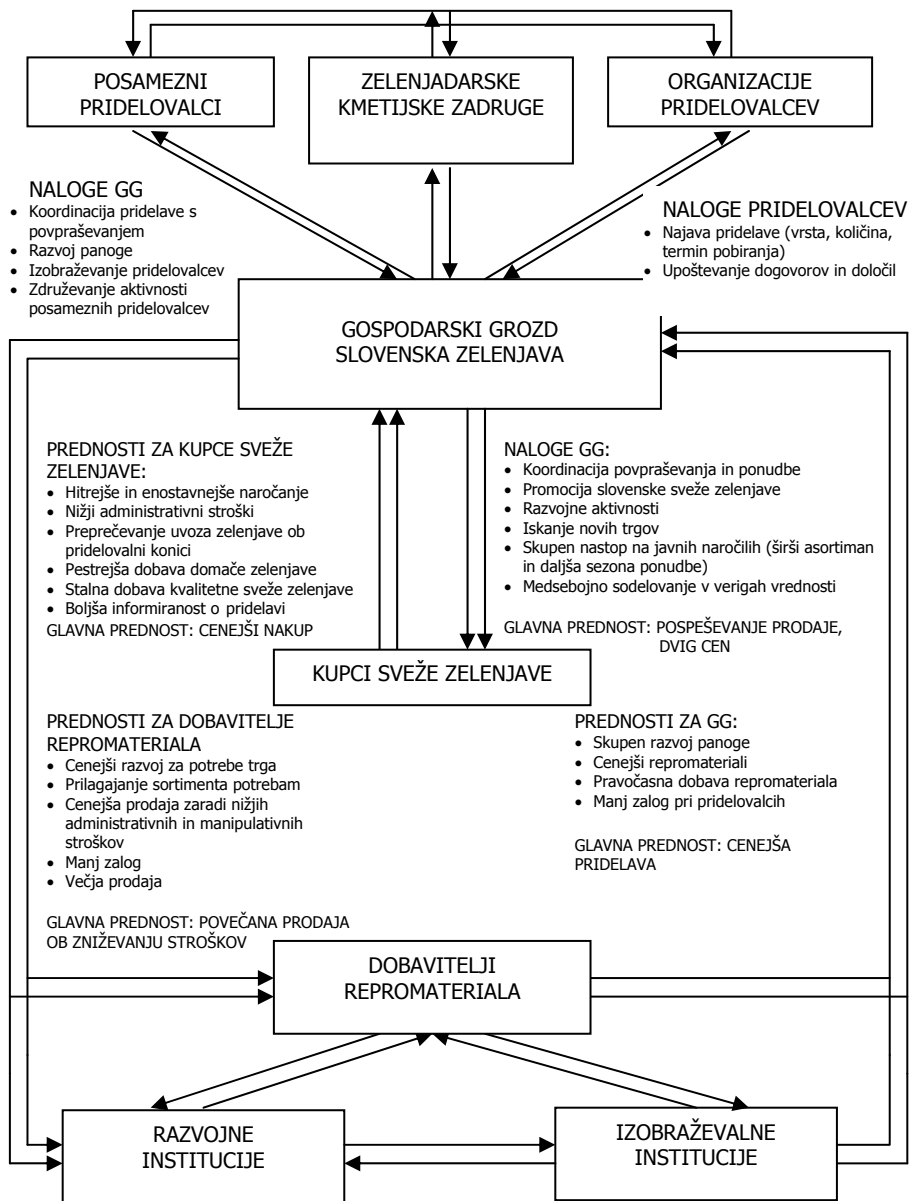 POSAMEZNI
PRIDELOVALCI
ZELENJADARSKE
KMETIJSKE ZADRUGE
ORGANIZACIJE
PRIDELOVALCEV
NALOGE GG
• Koordinacija pridelave s
povpraševanjem
• Razvoj panoge
• Izobraževanje pridelovalcev
• Združevanje aktivnosti
posameznih pridelovalcev
NALOGE PRIDELOVALCEV
• Najava pridelave (vrsta, količina,
termin pobiranja)
• Upoštevanje dogovorov in določil
GOSPODARSKI GROZD
SLOVENSKA ZELENJAVA
PREDNOSTI ZA KUPCE SVEŽE
ZELENJAVE:
• Hitrejše in enostavnejše naročanje
• Nižji administrativni stroški
• Preprečevanje uvoza zelenjave ob
pridelovalni konici
• Pestrejša dobava domače zelenjave
• Stalna dobava kvalitetne sveže zelenjave
• Boljša informiranost o pridelavi
GLAVNA PREDNOST: CENEJŠI NAKUP
NALOGE GG:
• Koordinacija povpraševanja in ponudbe
• Promocija slovenske sveže zelenjave
• Razvojne aktivnosti
• Iskanje novih trgov
• Skupen nastop na javnih naročilih (širši asortiman
in daljša sezona ponudbe)
• Medsebojno sodelovanje v verigah vrednosti
GLAVNA PREDNOST: POSPEŠEVANJE PRODAJE,
DVIG CEN
KUPCI SVEŽE ZELENJAVE
PREDNOSTI ZA DOBAVITELJE
REPROMATERIALA
• Cenejši razvoj za potrebe trga
• Prilagajanje sortimenta potrebam
• Cenejša prodaja zaradi nižjih
administrativnih in manipulativnih
stroškov
• Manj zalog
• Večja prodaja
GLAVNA PREDNOST: POVEČANA PRODAJA
OB ZNIŽEVANJU STROŠKOV
PREDNOSTI ZA GG:
• Skupen razvoj panoge
• Cenejši repromateriali
• Pravočasna dobava repromateriala
• Manj zalog pri pridelovalcih
GLAVNA PREDNOST: CENEJŠA
PRIDELAVA
DOBAVITELJI
REPROMATERIALA
RAZVOJNE
INSTITUCIJE
IZOBRAŽEVALNE
INSTITUCIJE